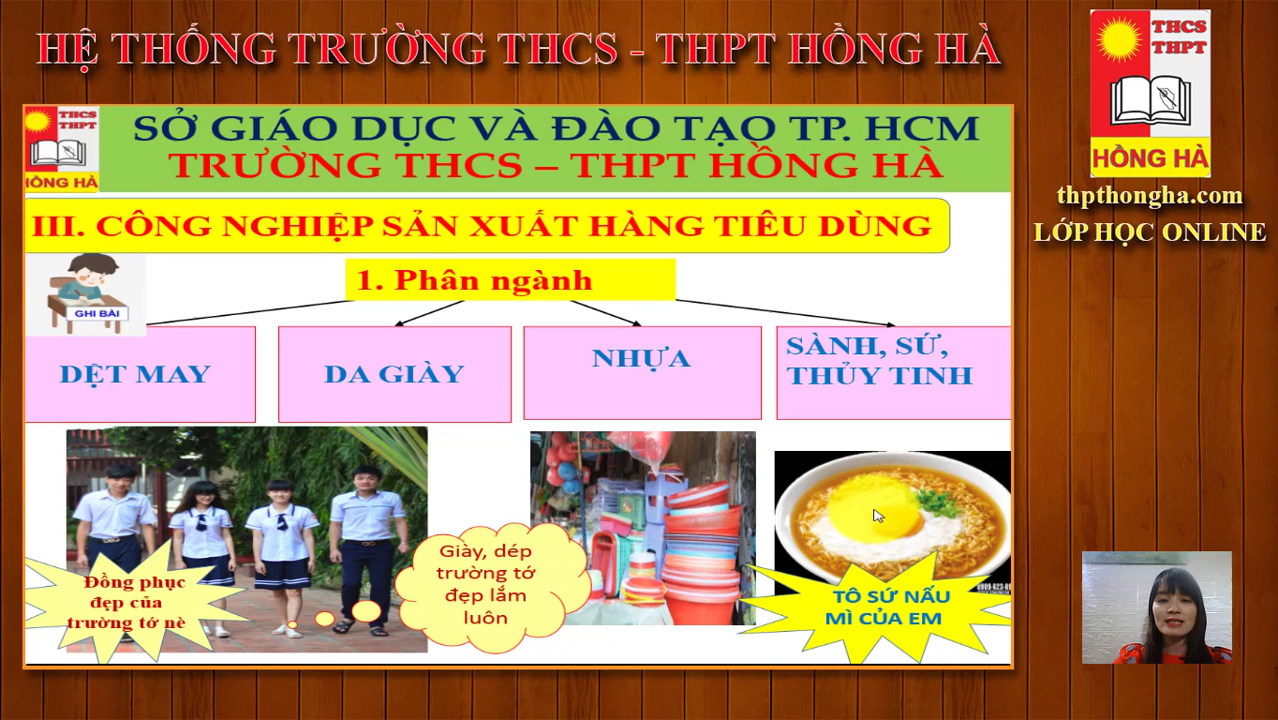 HỆ THỐNG TRƯỜNG THCS - THPT HỒNG HÀ
THCS
THPT
HỒNG HÀ
thpthongha.com
LỚP HỌC ONLINE
THCS
THPT
HỒNG HÀ
SỞ GIÁO DỤC VÀ ĐÀO TẠO TP. HCM
TRƯỜNG THCS – THPT HỒNG HÀ
III. CÔNG NGHIỆP SẢN XUẤT HÀNG TIÊU DÙNG
GHI BÀI
1. Phân ngành
DỆT MAY
DA GIÀY
NHỰA
SÀNH, SỨ,
THỦY TINH
Đồng phục
đẹp của
trường tớ nè
Giày, dép
trường tớ
đẹp lắm
luôn
TÔ SỨ NẤU
MÌ CỦA EM